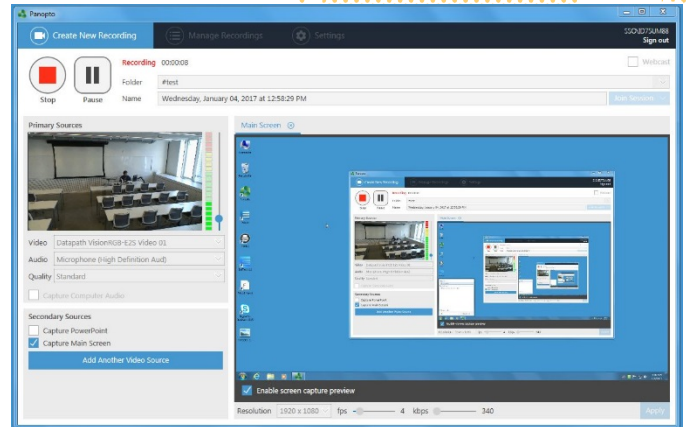 Panopto
Create New Recording
Manage Recordings
Settings
Sign out
Recording 00:00:08
Webcast
Folder #test
Stop Pause Name Wednesday, January 04, 2017 at 12:58:29 PM
Join Session
Primary Sources
Main Screen
Video Datapath VisionRGB-E2S Video 01
Audio Microphone (High Definition Aud)
Quality Standard
Capture Computer Audio
Secondary Sources
Capture PowerPoint
Capture Main Screen
Add Another Video Source
Enable screen capture preview
Resolution 1920 x 1080 fps 4 kbps 340
Apply